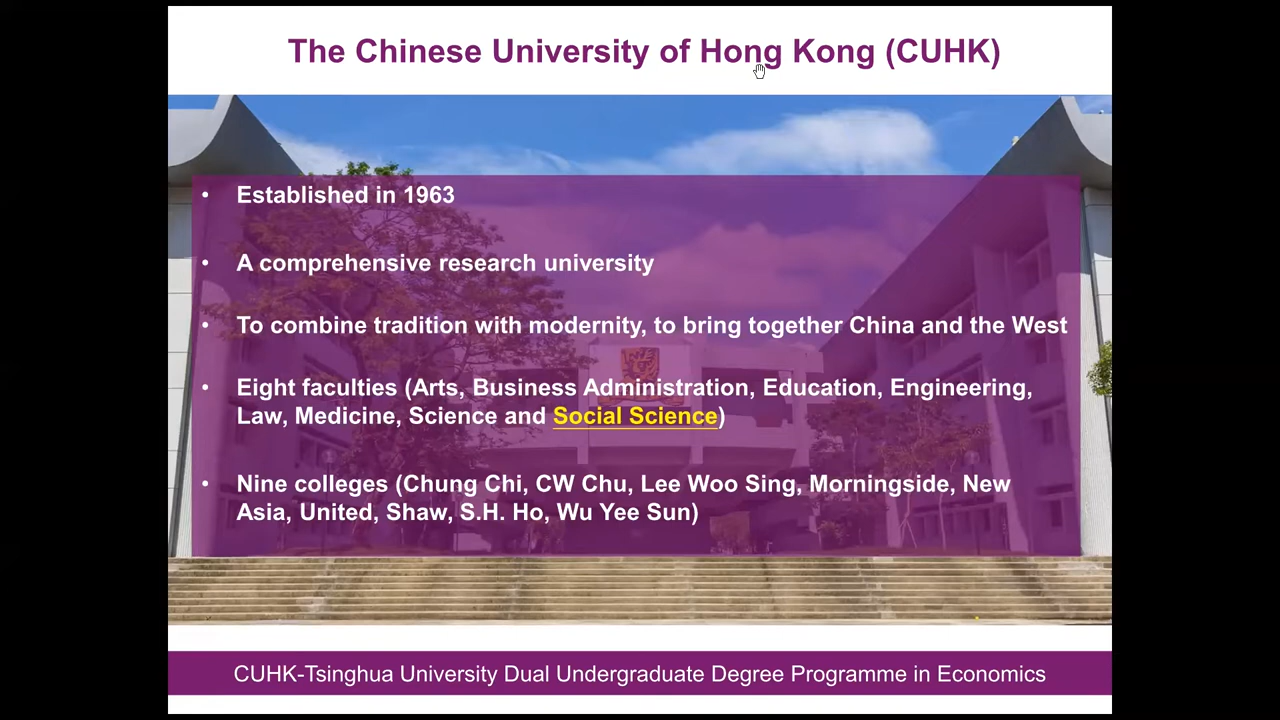 The Chinese University of Hong Kong (CUHK)
• Established in 1963
• A comprehensive research university
• To combine tradition with modernity, to bring together China and the West
• Eight faculties (Arts, Business Administration, Education, Engineering,
Law, Medicine, Science and Social Science)
• Nine colleges (Chung Chi, CW Chu, Lee Woo Sing, Morningside, New
Asia, United, Shaw, S.H. Ho, Wu Yee Sun)
CUHK-Tsinghua University Dual Undergraduate Degree Programme in Economics